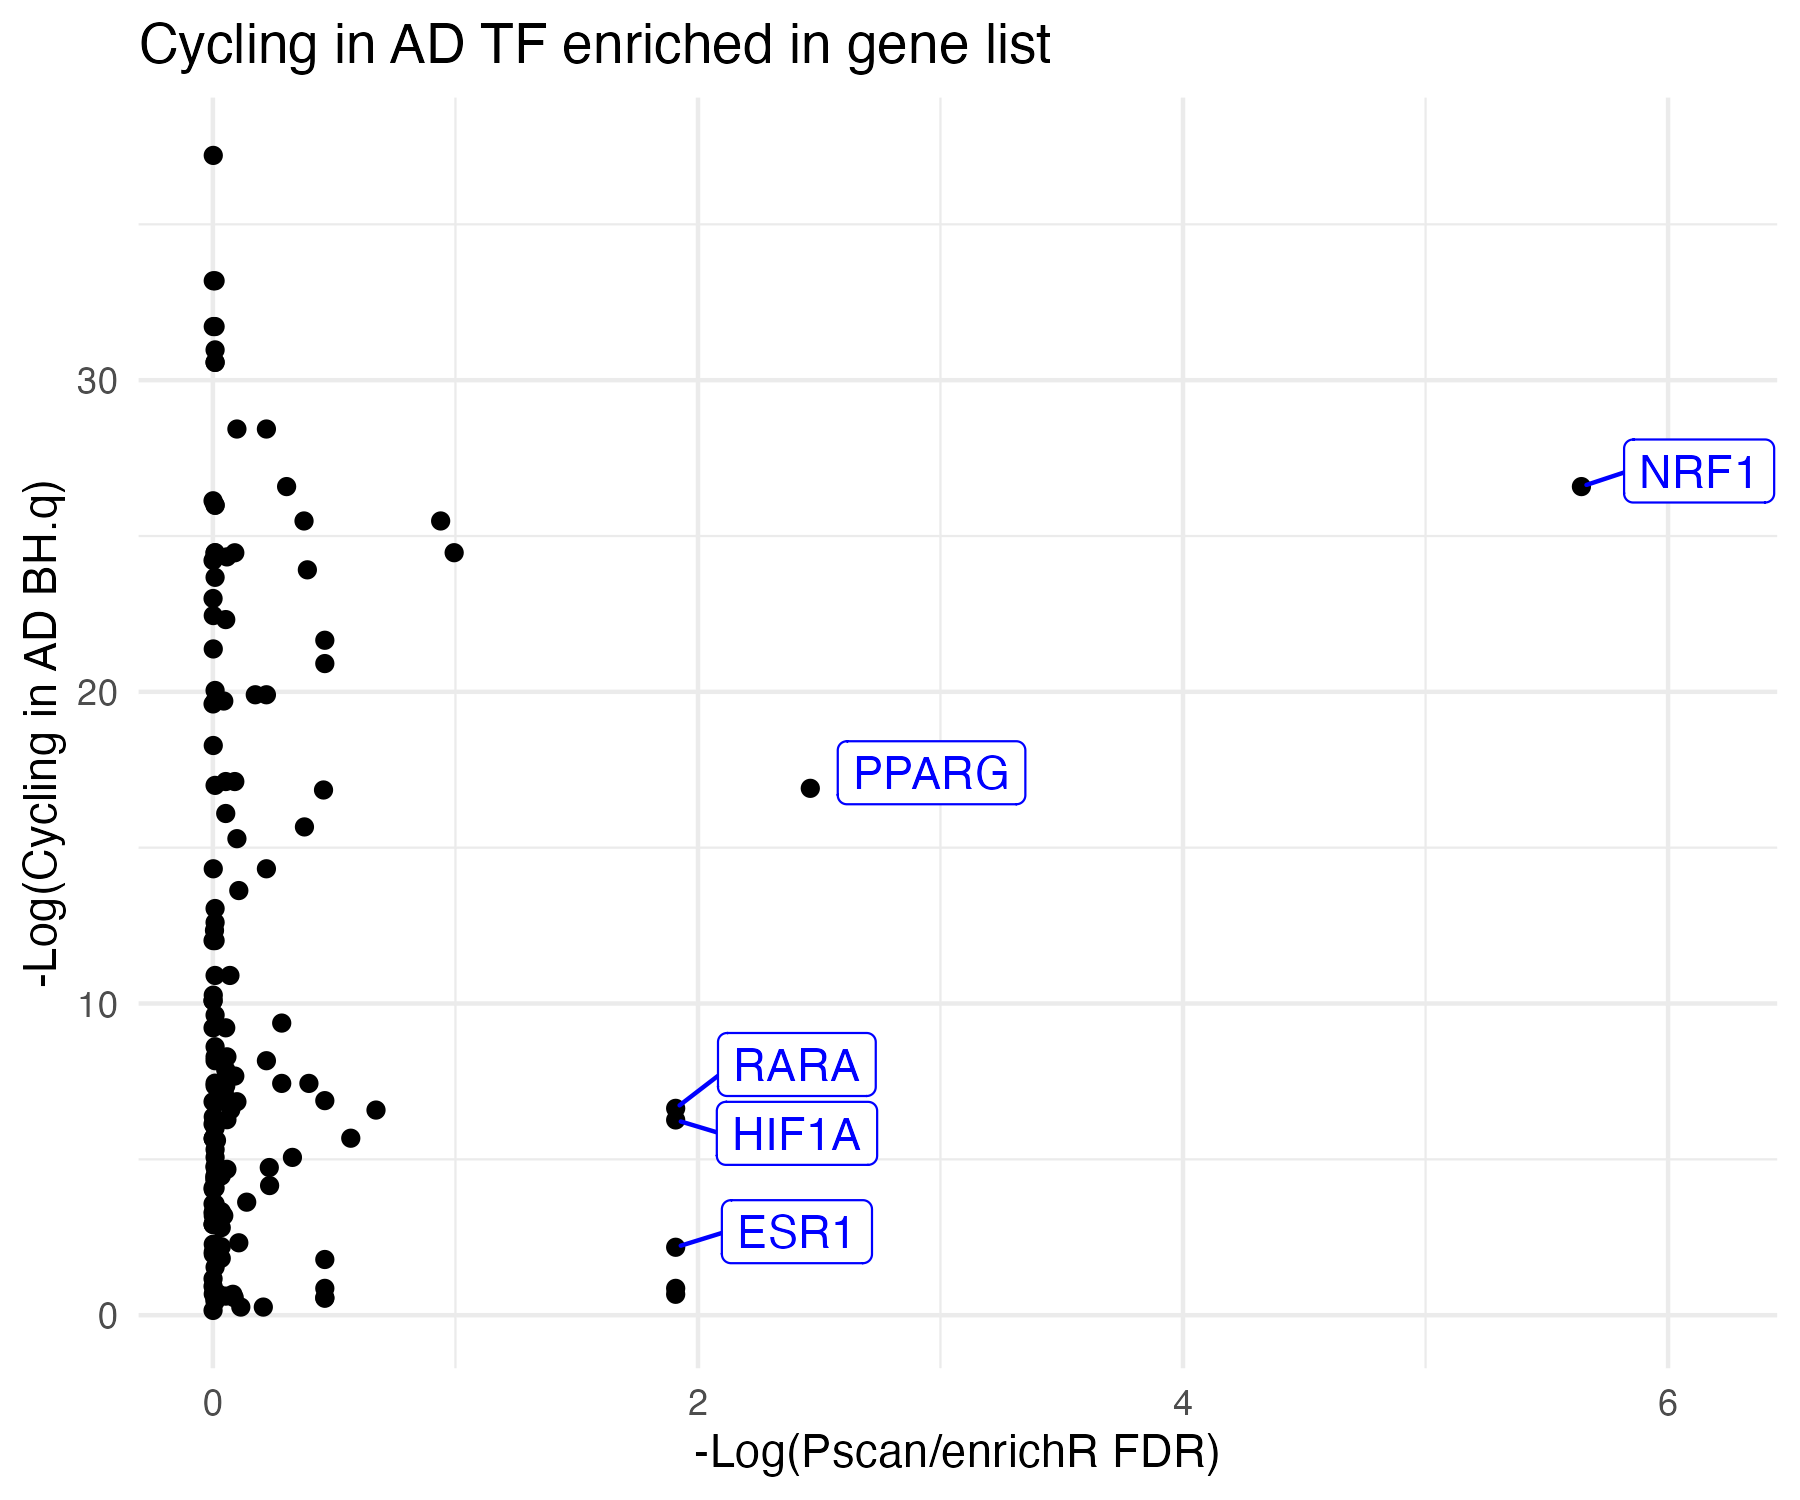 Cycling in AD TF enriched in gene list
-Log(Cycling in AD BH.q)
30
20
10
0
NRF1
PPARG
RARA
HIF1A
ESR1
0
2
4
6
-Log(Pscan/enrichR FDR)